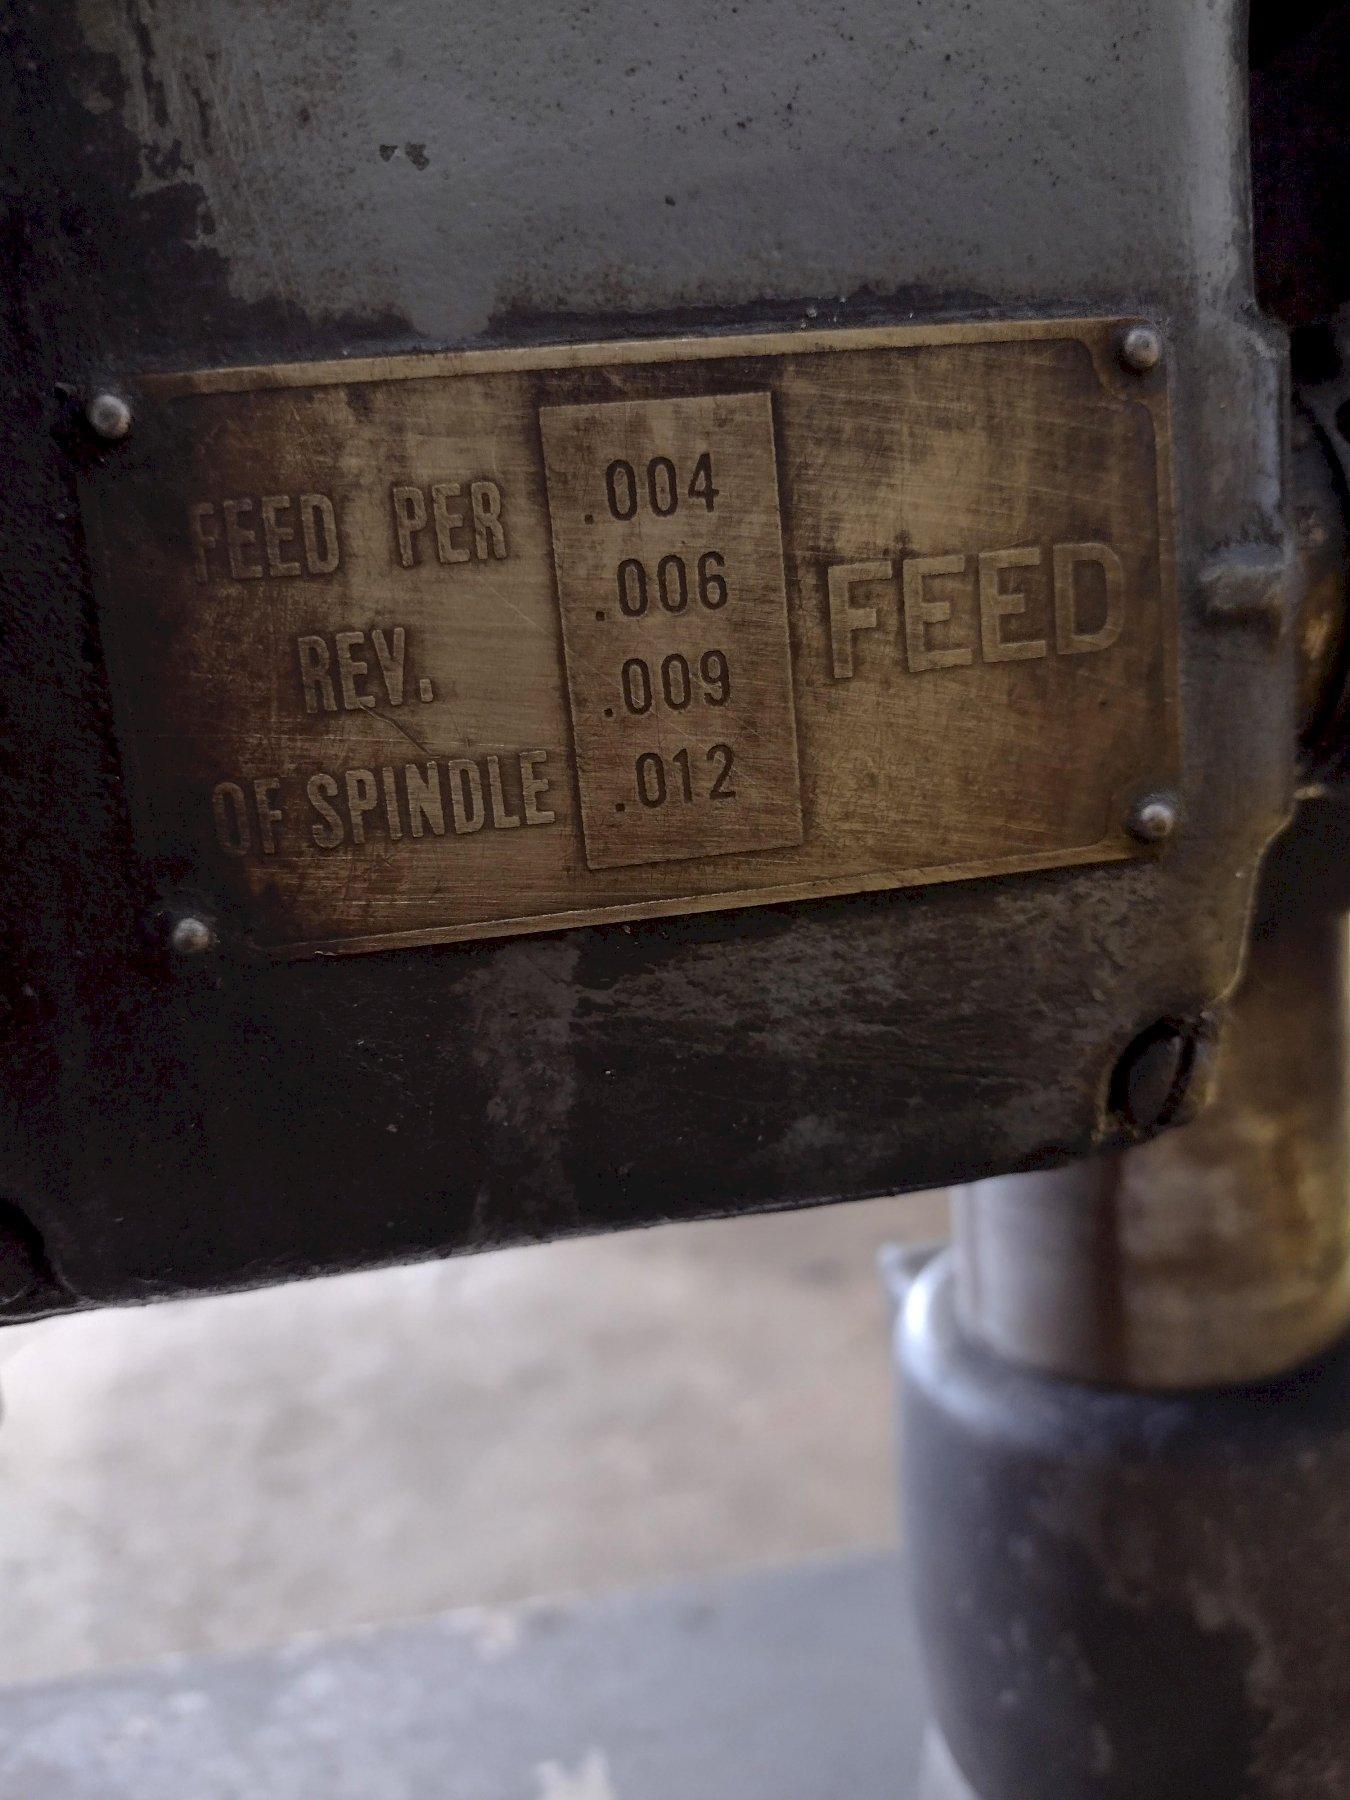 FEED PER
REV.
OF SPINDLE
.004
.006
.009
.012
FEED